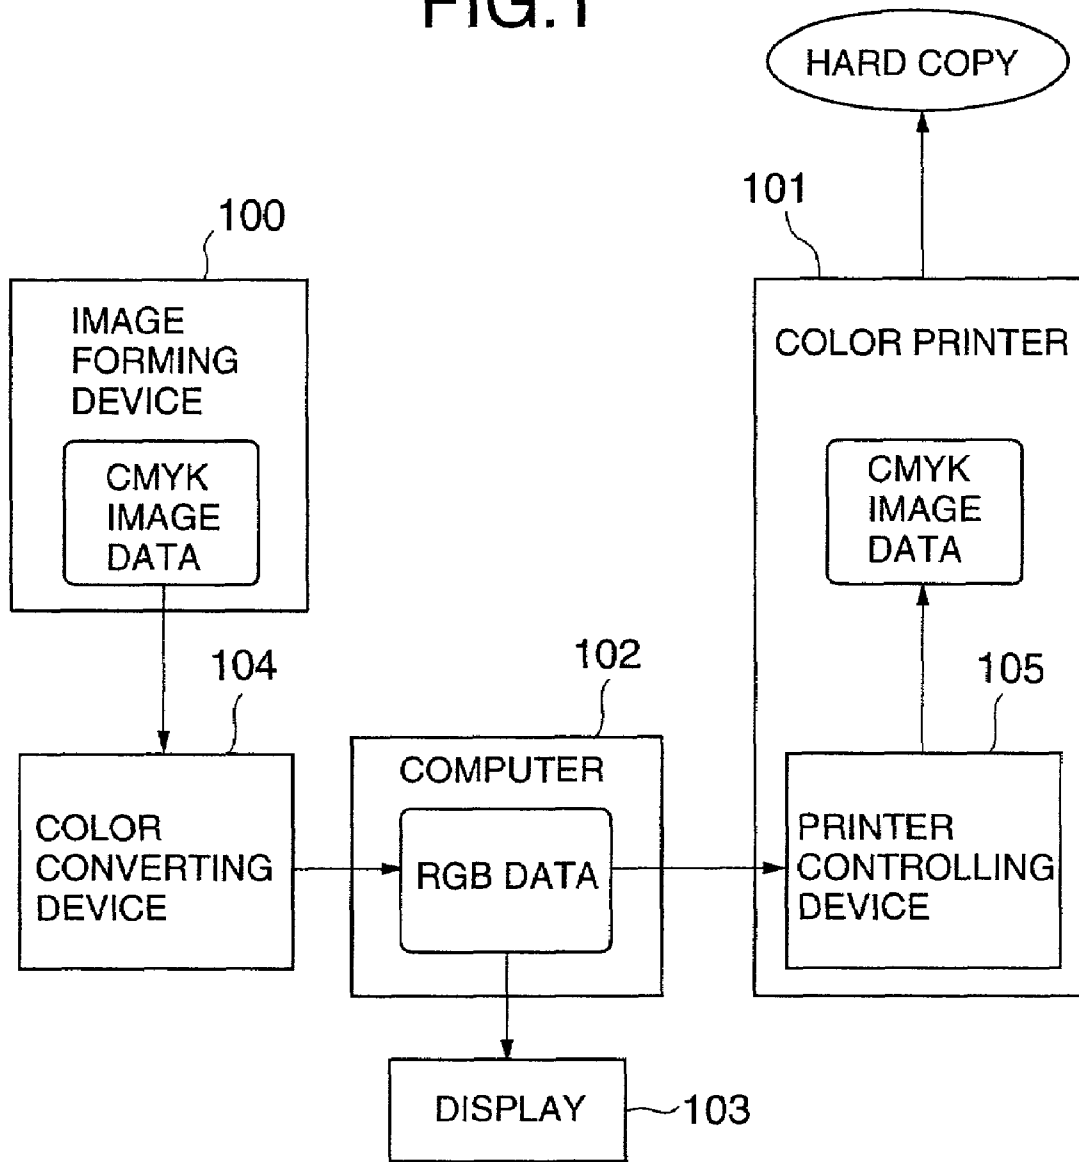 FIG.1
HARD COPY
101
100
IMAGE
FORMING
DEVICE
CMYK
IMAGE
DATA
COLOR PRINTER
CMYK
IMAGE
DATA
104
102
105
COLOR
CONVERTING
DEVICE
COMPUTER
RGB DATA
PRINTER
CONTROLLING
DEVICE
DISPLAY
103